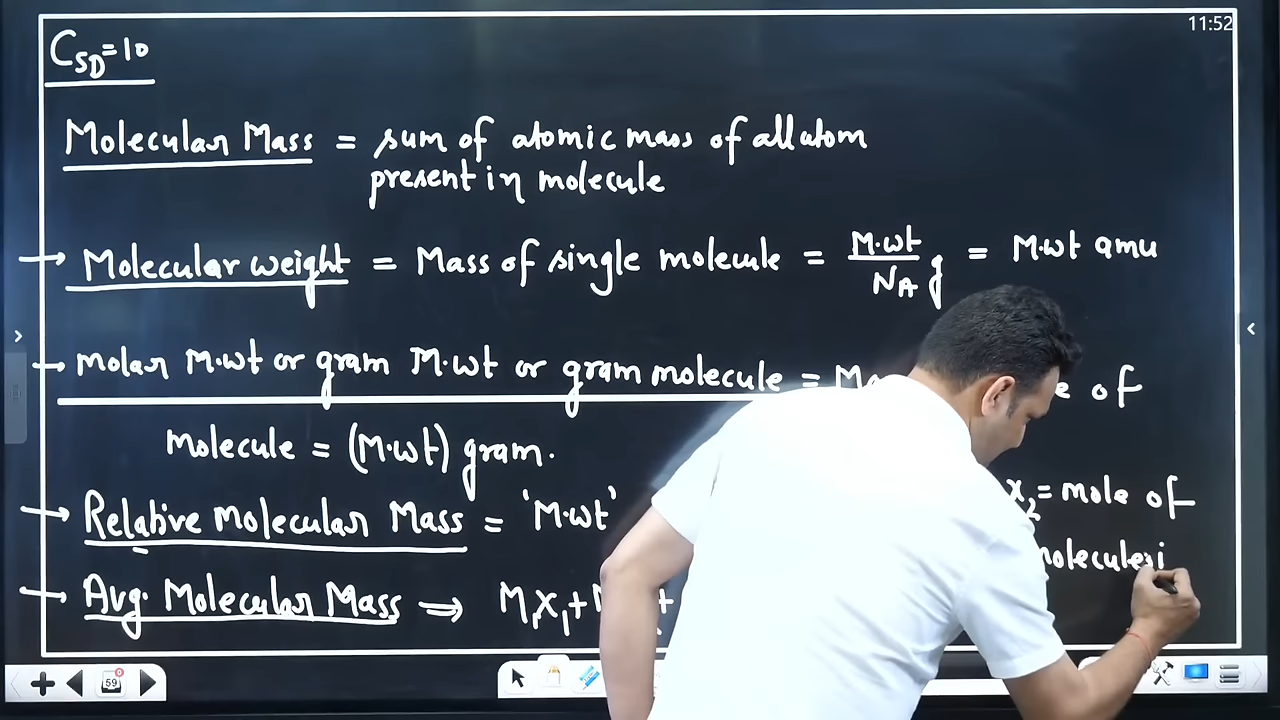 11:52
C_SD=10
Molecular Mass = sum of atomic mass of all atom
present in molecule
→ Molecular weight = Mass of single molecule = M.wt/N_A g = M.wt amu
→ Molar M.wt or gram M.wt or gram molecule = of
molecule = (M.wt) gram.
x₂ = mole of
→ Relative Molecular Mass = 'M.wt'
molecules i
→ Avg. Molecular Mass ⇒ M₁x₁ + +
59